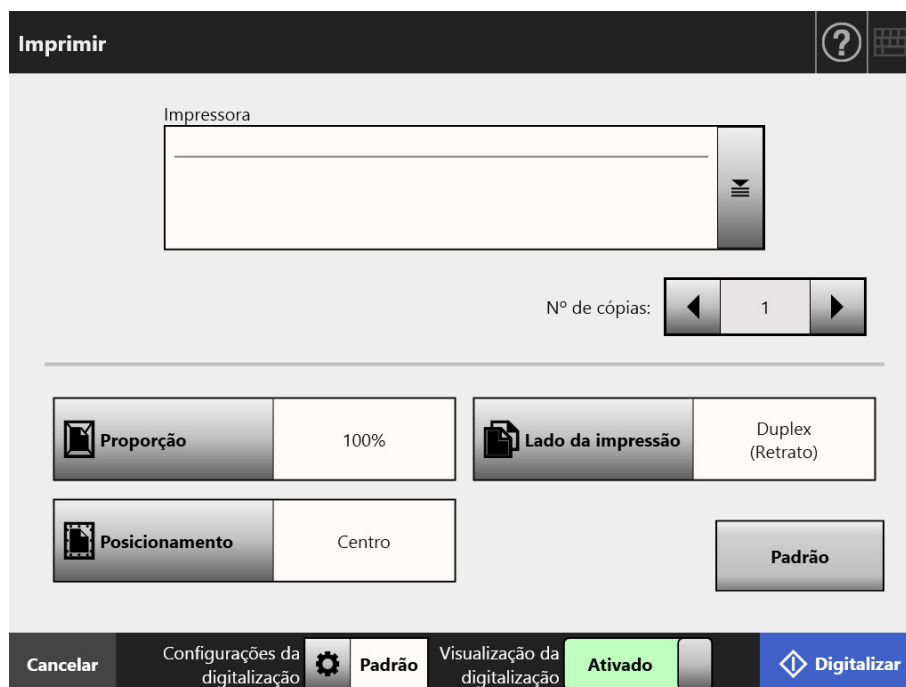 Imprimir
?
Impressora
Nº de cópias:
1
Proporção
100%
Lado da impressão
Duplex
(Retrato)
Posicionamento
Centro
Padrão
Cancelar
Configurações da
digitalização
Padrão
Visualização da
digitalização
Ativado
Digitalizar